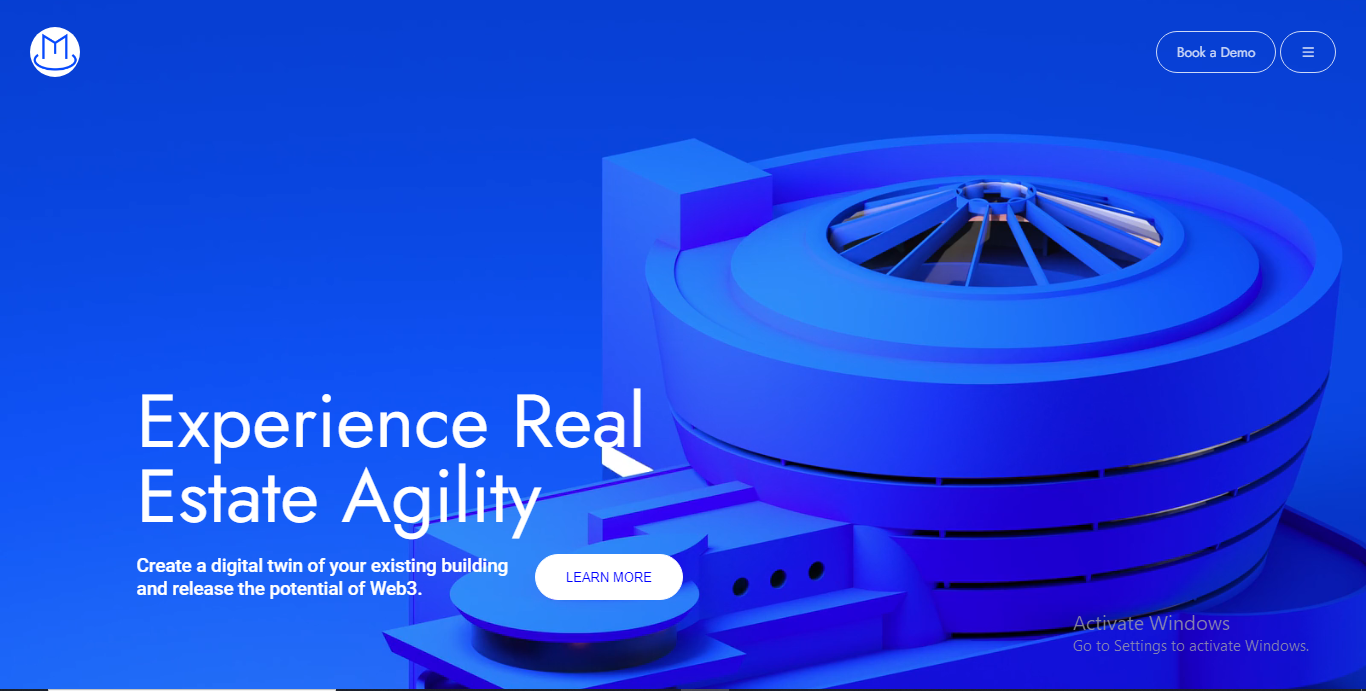 M
Book a Demo
Experience Real
Estate Agility
Create a digital twin of your existing building
and release the potential of Web3.
LEARN MORE
Activate Windows
Go to Settings to activate Windows.